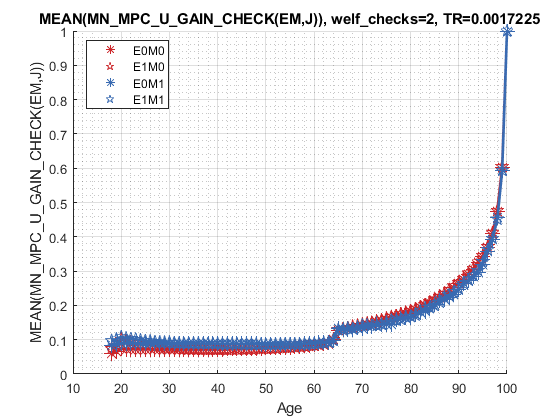 MEAN(MN_MPC_U_GAIN_CHECK(EM,J)), welf_checks=2, TR=0.0017225
E0M0
E1M0
E0M1
E1M1
MEAN(MN_MPC_U_GAIN_CHECK(EM,J))
1
0.9
0.8
0.7
0.6
0.5
0.4
0.3
0.2
0.1
0
10 20 30 40 50 60 70 80 90 100
Age